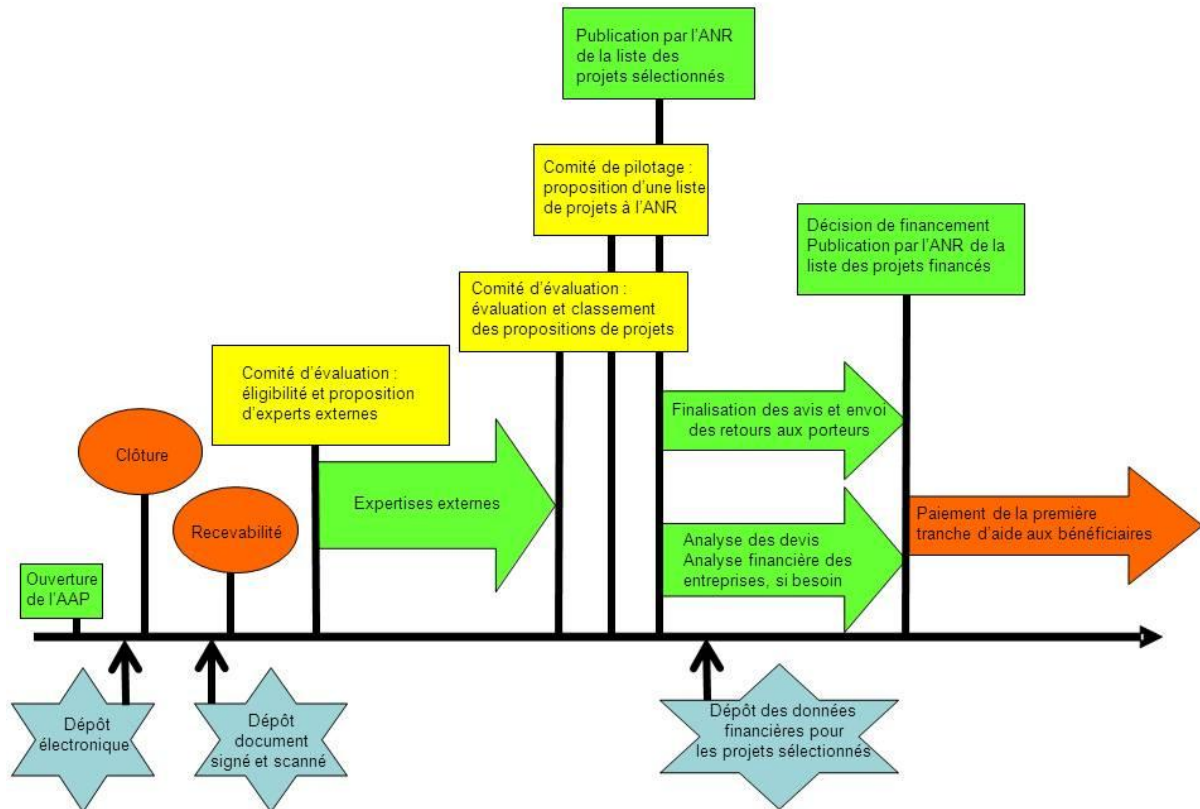 Publication par l'ANR
de la liste des
projets sélectionnés
Comité de pilotage :
proposition d'une liste
de projets à l'ANR
Décision de financement
Publication par l'ANR de la
liste des projets financés
Comité d'évaluation :
évaluation et classement
des propositions de projets
Comité d'évaluation :
éligibilité et proposition
d'experts externes
Finalisation des avis et envoi
des retours aux porteurs
Clôture
Expertises externes
Recevabilité
Paiement de la première
tranche d'aide aux bénéficiaires
Analyse des devis
Analyse financière des
entreprises, si besoin
Ouverture
de l'AAP
Dépôt
électronique
Dépôt
document
signé et scanné
Dépôt des données
financières pour
les projets sélectionnés